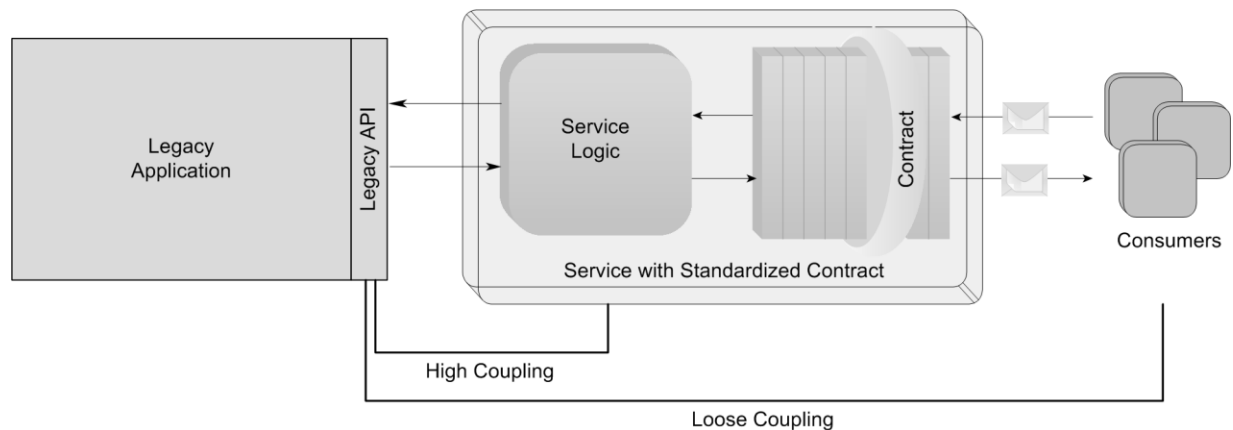 Legacy
Application
Legacy API
Service
Logic
Contract
Consumers
Service with Standardized Contract
High Coupling
Loose Coupling